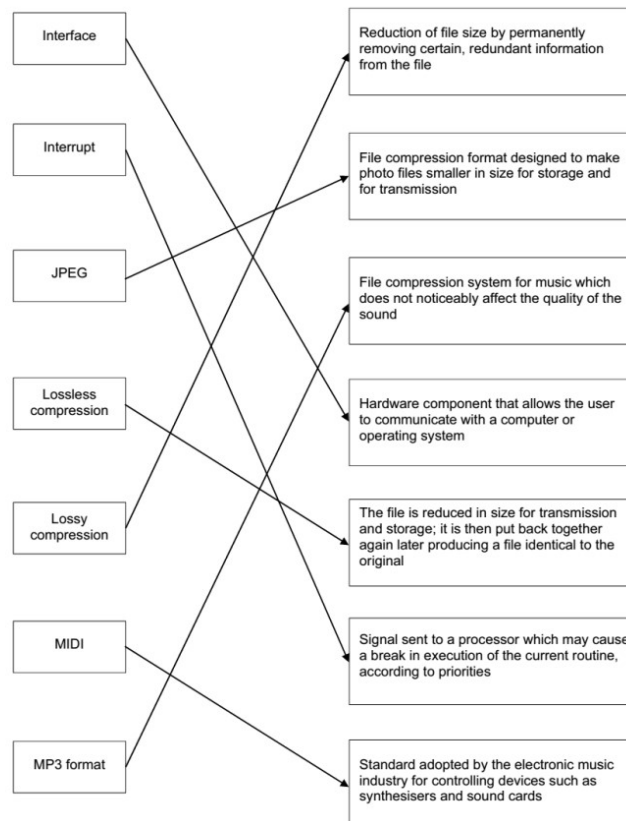 Interface
Reduction of file size by permanently
removing certain, redundant information
from the file
Interrupt
File compression format designed to make
photo files smaller in size for storage and
for transmission
JPEG
File compression system for music which
does not noticeably affect the quality of the
sound
Lossless
compression
Hardware component that allows the user
to communicate with a computer or
operating system
Lossy
compression
The file is reduced in size for transmission
and storage; it is then put back together
again later producing a file identical to the
original
MIDI
Signal sent to a processor which may cause
a break in execution of the current routine,
according to priorities
MP3 format
Standard adopted by the electronic music
industry for controlling devices such as
synthesisers and sound cards